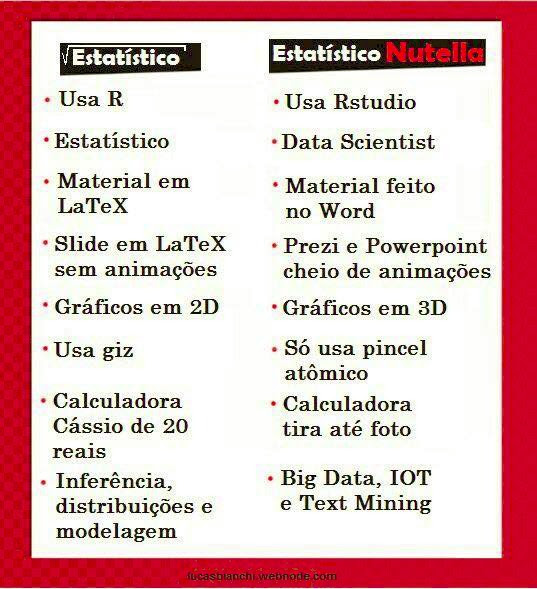 √Estatístico
• Usa R
• Estatístico
• Material em
LaTeX
• Slide em LaTeX
sem animações
• Gráficos em 2D
• Usa giz
• Calculadora
Cássio de 20
reais
• Inferência,
distribuições e
modelagem
Estatístico Nutella
• Usa Rstudio
• Data Scientist
• Material feito
no Word
• Prezi e Powerpoint
cheio de animações
• Gráficos em 3D
• Só usa pincel
atômico
• Calculadora
tira até foto
• Big Data, IOT
e Text Mining
lucasbianchi.webnode.com